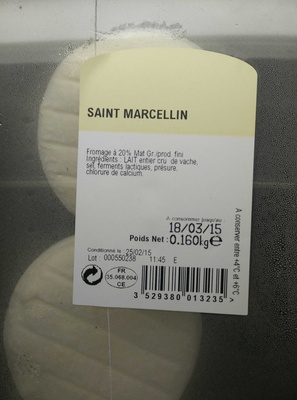 SAINT MARCELLIN
Fromage à 20% Mat Gr./prod. fini
Ingrédients : LAIT entier cru de vache,
sel, ferments lactiques, présure,
chlorure de calcium.
A consommer jusqu'au :
18/03/15
Poids Net : 0.160kg e
Conditionné le : 25/02/15
Lot : 000550238 11:45 E
FR
35.068.004
CE
3 529380 013235
A conserver entre +4°C et +6°C